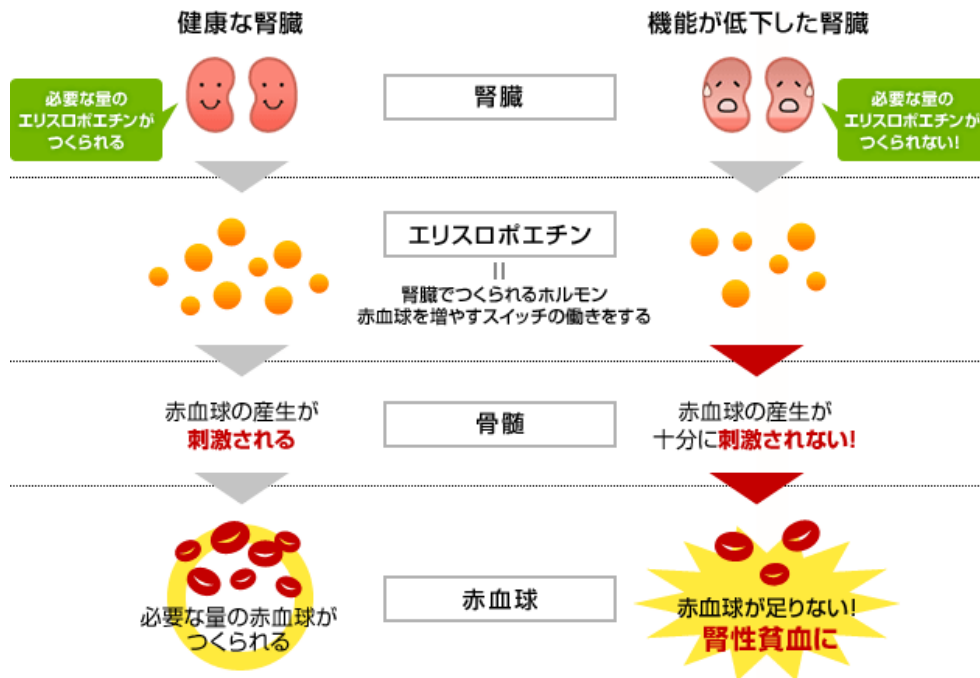 健康な腎臓
機能が低下した腎臓
必要な量の
エリスロポエチンが
つくられる
腎臓
必要な量の
エリスロポエチンが
つくられない!
エリスロポエチン
=
腎臓でつくられるホルモン
赤血球を増やすスイッチの働きをする
赤血球の産生が
刺激される
骨髄
赤血球の産生が
十分に刺激されない!
必要な量の赤血球が
つくられる
赤血球
赤血球が足りない!
腎性貧血に